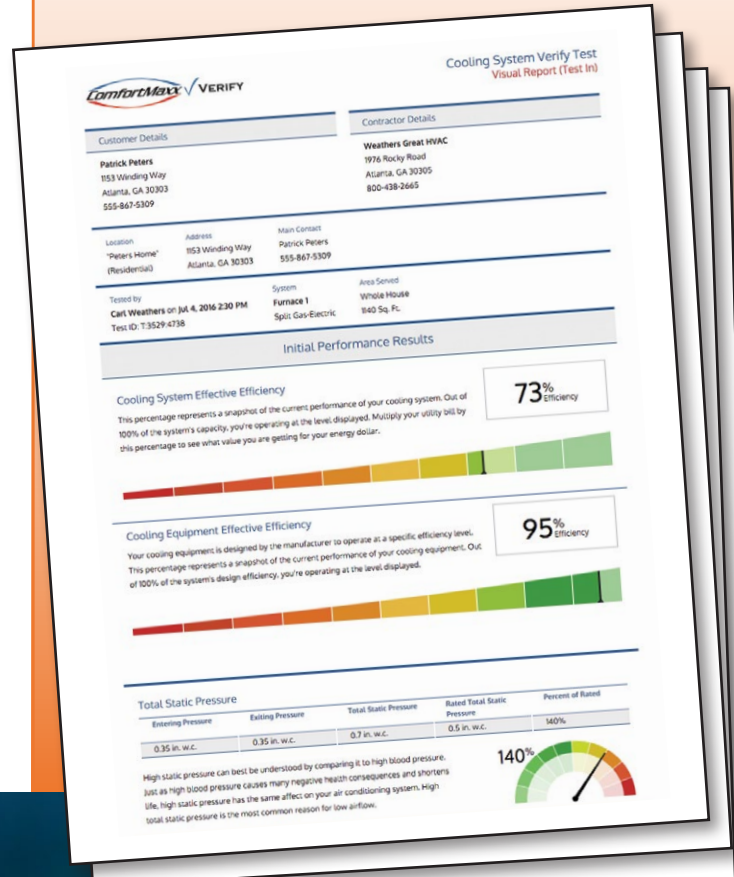 ComfortMaxx VERIFY
Cooling System Verify Test
Visual Report (Test In)
Customer Details
Patrick Peters
1153 Winding Way
Atlanta, GA 30303
555-867-5309
Contractor Details
Weathers Great HVAC
1976 Rocky Road
Atlanta, GA 30305
800-438-2665
Location
"Peters Home"
(Residential)
Address
1153 Winding Way
Atlanta, GA 30303
Main Contact
Patrick Peters
555-867-5309
Tested by
Carl Weathers on Jul 4, 2016 2:30 PM
Test ID: T:3529:4738
System
Furnace 1
Split Gas-Electric
Area Served
Whole House
1140 Sq. Ft.
Initial Performance Results
Cooling System Effective Efficiency
This percentage represents a snapshot of the current performance of your cooling system. Out of
100% of the system's capacity, you're operating at the level displayed. Multiply your utility bill by
this percentage to see what value you are getting for your energy dollar.
73% Efficiency
Cooling Equipment Effective Efficiency
Your cooling equipment is designed by the manufacturer to operate at a specific efficiency level.
This percentage represents a snapshot of the current performance of your cooling equipment. Out
of 100% of the system's design efficiency, you're operating at the level displayed.
95% Efficiency
Total Static Pressure
Entering Pressure Exiting Pressure Total Static Pressure Rated Total Static Pressure Percent of Rated
0.35 in. w.c. 0.35 in. w.c. 0.7 in. w.c. 0.5 in. w.c. 140%
High static pressure can best be understood by comparing it to high blood pressure.
Just as high blood pressure causes many negative health consequences and shortens
life, high static pressure has the same affect on your air conditioning system. High
total static pressure is the most common reason for low airflow.
140%